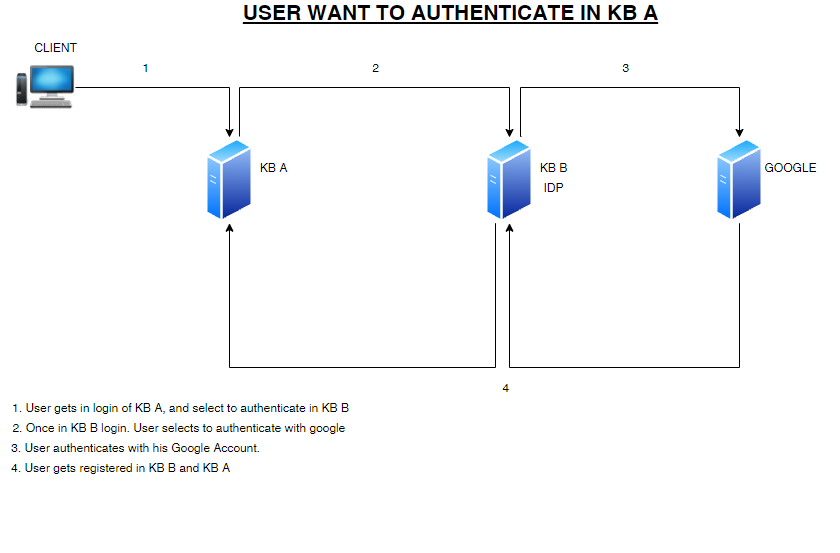 USER WANT TO AUTHENTICATE IN KB A
CLIENT
1
2
3
KB A
KB B
IDP
GOOGLE
4
1. User gets in login of KB A, and select to authenticate in KB B
2. Once in KB B login. User selects to authenticate with google
3. User authenticates with his Google Account.
4. User gets registered in KB B and KB A